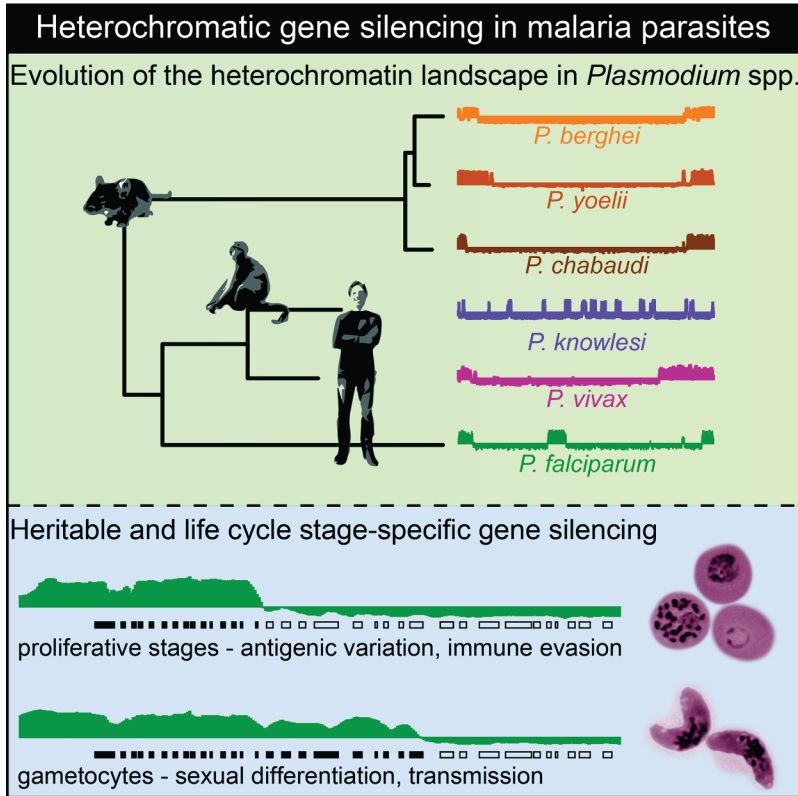 Heterochromatic gene silencing in malaria parasites
Evolution of the heterochromatin landscape in Plasmodium spp.
P. berghei
P. yoelii
P. chabaudi
P. knowlesi
P. vivax
P. falciparum
Heritable and life cycle stage-specific gene silencing
proliferative stages - antigenic variation, immune evasion
gametocytes - sexual differentiation, transmission